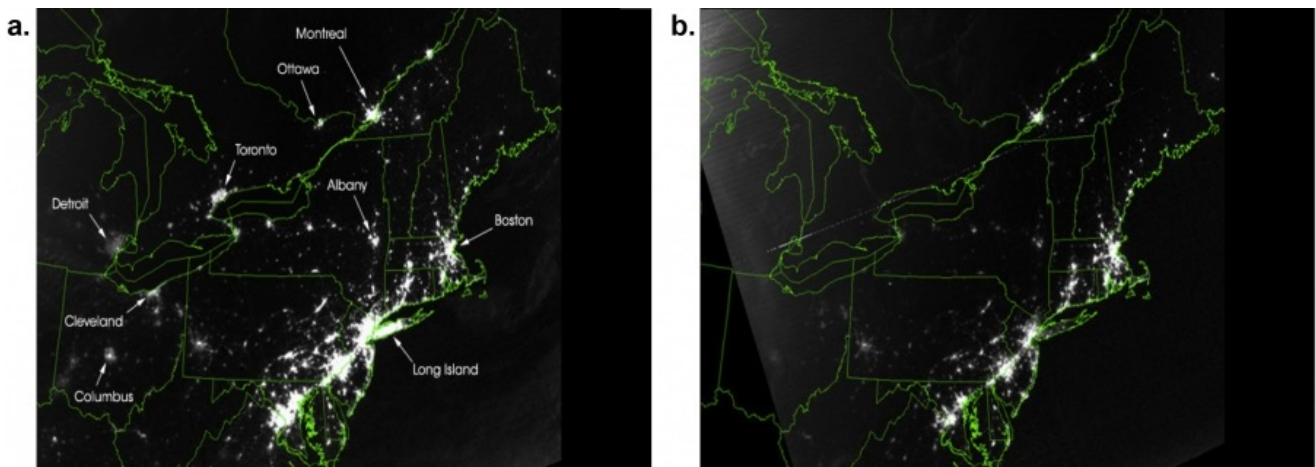 a.
b.
Montreal
Ottawa
Toronto
Albany
Detroit
Boston
Cleveland
Long Island
Columbus